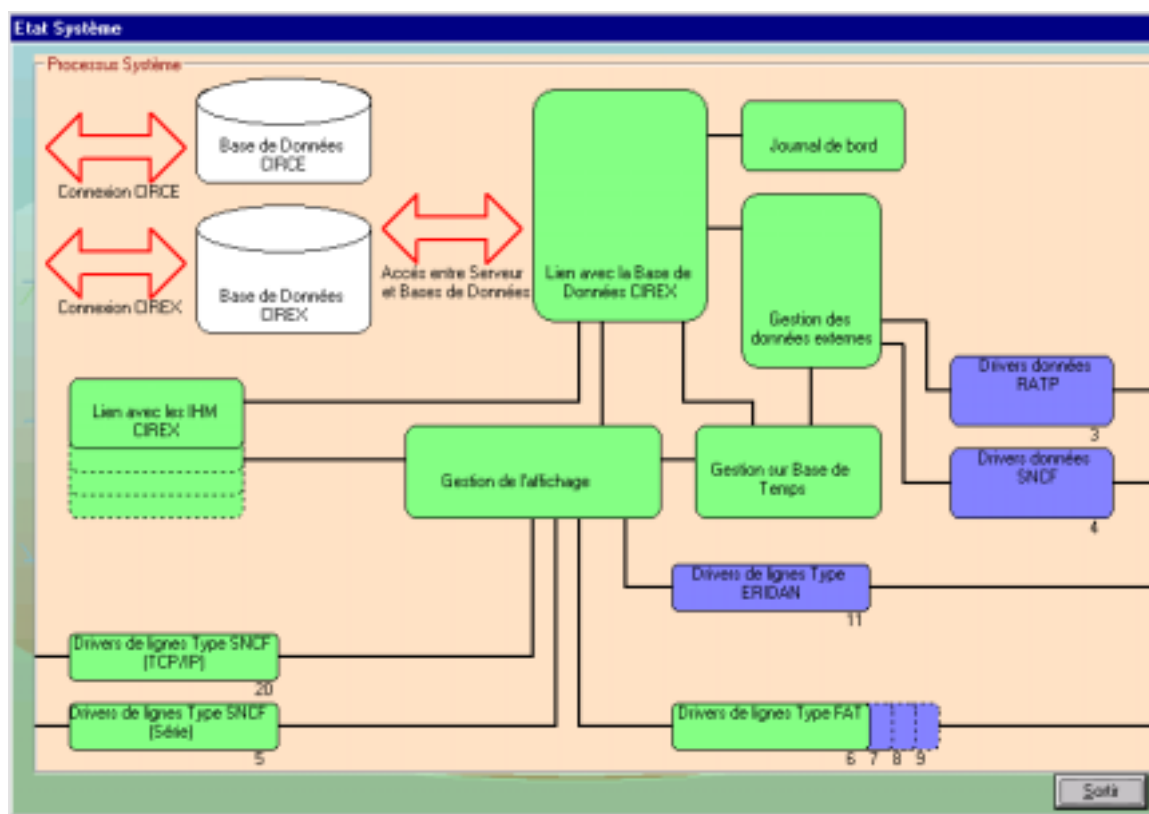 Etat Système
Processus Système
Base de Données
CIRCE
Connexion CIRCE
Base de Données
CIREX
Connexion CIREX
Accés entre Serveur
et Bases de Données
Lien avec la Base de
Données CIREX
Journal de bord
Gestion des
données externes
Drivers données
RATP
3
Drivers données
SNCF
4
Lien avec les IHM
CIREX
Gestion de l'affichage
Gestion sur Base de
Temps
Drivers de lignes Type
ERIDAN
11
Drivers de lignes Type SNCF
(TCP/IP)
20
Drivers de lignes Type SNCF
(Série)
5
Drivers de lignes Type FAT
6 7 8 9
Sortir